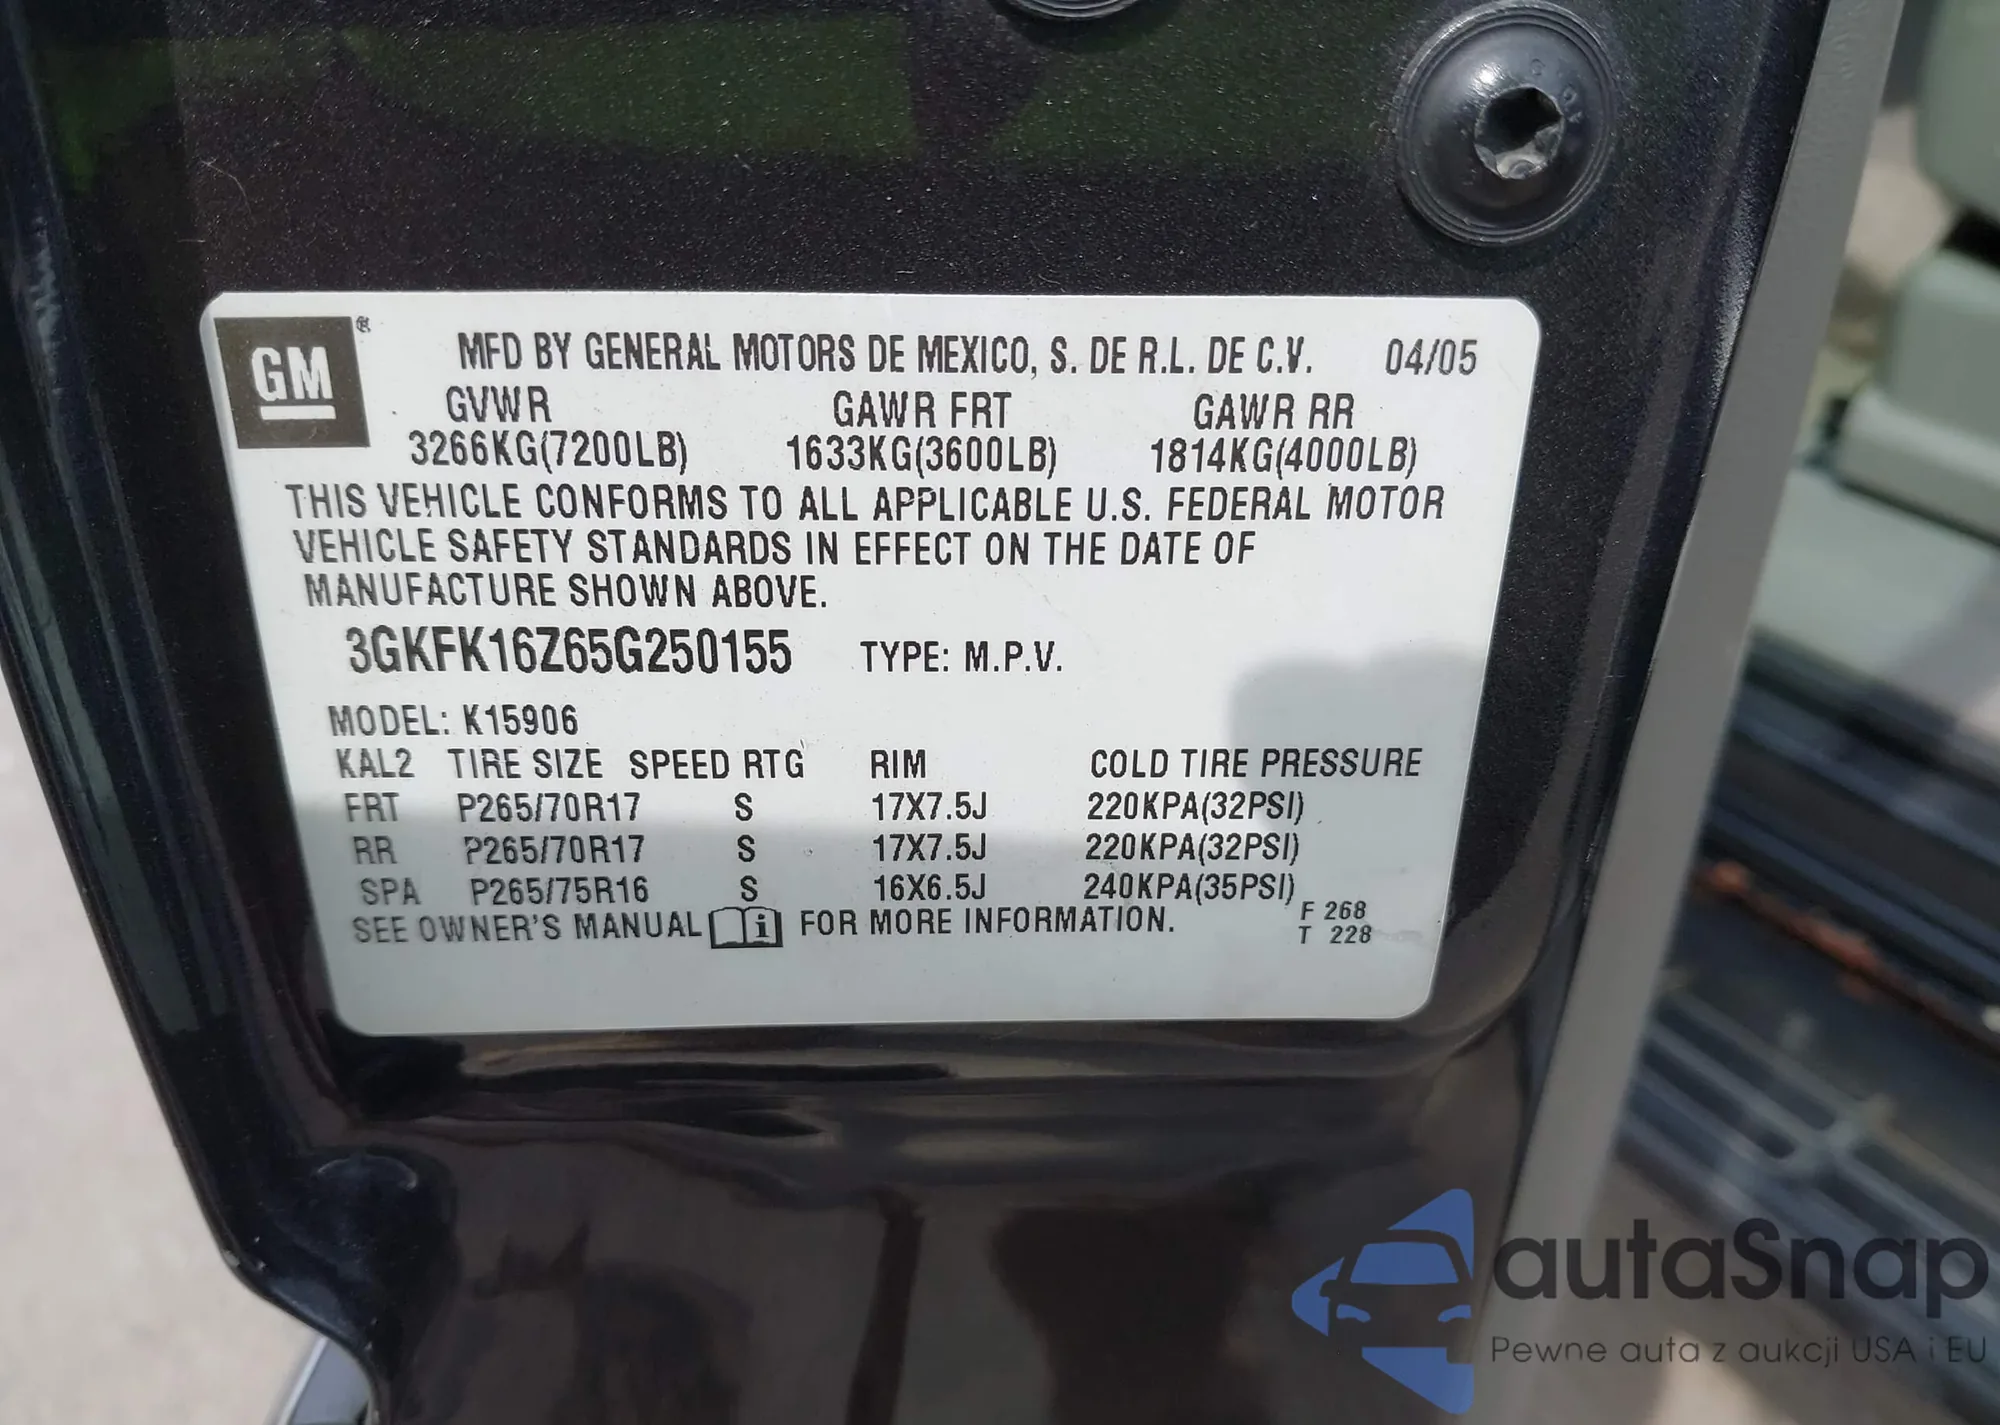 GM ®
MFD BY GENERAL MOTORS DE MEXICO, S. DE R.L. DE C.V. 04/05
GVWR GAWR FRT GAWR RR
3266KG(7200LB) 1633KG(3600LB) 1814KG(4000LB)
THIS VEHICLE CONFORMS TO ALL APPLICABLE U.S. FEDERAL MOTOR
VEHICLE SAFETY STANDARDS IN EFFECT ON THE DATE OF
MANUFACTURE SHOWN ABOVE.
3GKFK16Z65G250155 TYPE: M.P.V.
MODEL: K15906
KAL2 TIRE SIZE SPEED RTG RIM COLD TIRE PRESSURE
FRT P265/70R17 S 17X7.5J 220KPA(32PSI)
RR P265/70R17 S 17X7.5J 220KPA(32PSI)
SPA P265/75R16 S 16X6.5J 240KPA(35PSI)
SEE OWNER'S MANUAL i FOR MORE INFORMATION.
F 268
T 228
autaSnap
Pewne auta z aukcji USA i EU